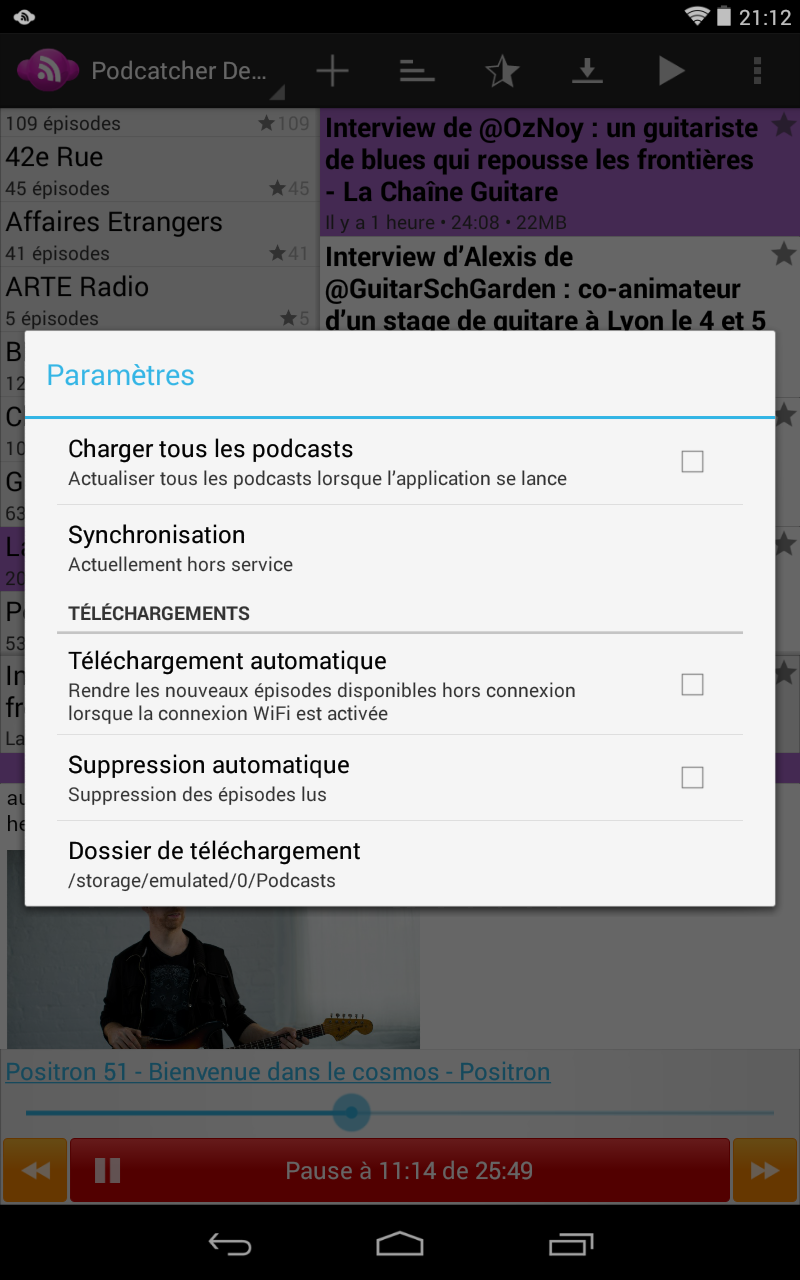 21:12
Podcatcher De...
109 épisodes
109
42e Rue
45 épisodes
45
Affaires Etrangers
41 épisodes
41
ARTE Radio
5 épisodes
5
Interview de @OzNoy : un guitariste
de blues qui repousse les frontières
- La Chaîne Guitare
Il y a 1 heure • 24:08 • 22MB
Interview d'Alexis de
@GuitarSchGarden : co-animateur
d'un stage de guitare à Lyon le 4 et 5
Paramètres
Charger tous les podcasts
Actualiser tous les podcasts lorsque l'application se lance
Synchronisation
Actuellement hors service
TÉLÉCHARGEMENTS
Téléchargement automatique
Rendre les nouveaux épisodes disponibles hors connexion
lorsque la connexion WiFi est activée
Suppression automatique
Suppression des épisodes lus
Dossier de téléchargement
/storage/emulated/0/Podcasts
Positron 51 - Bienvenue dans le cosmos - Positron
Pause à 11:14 de 25:49